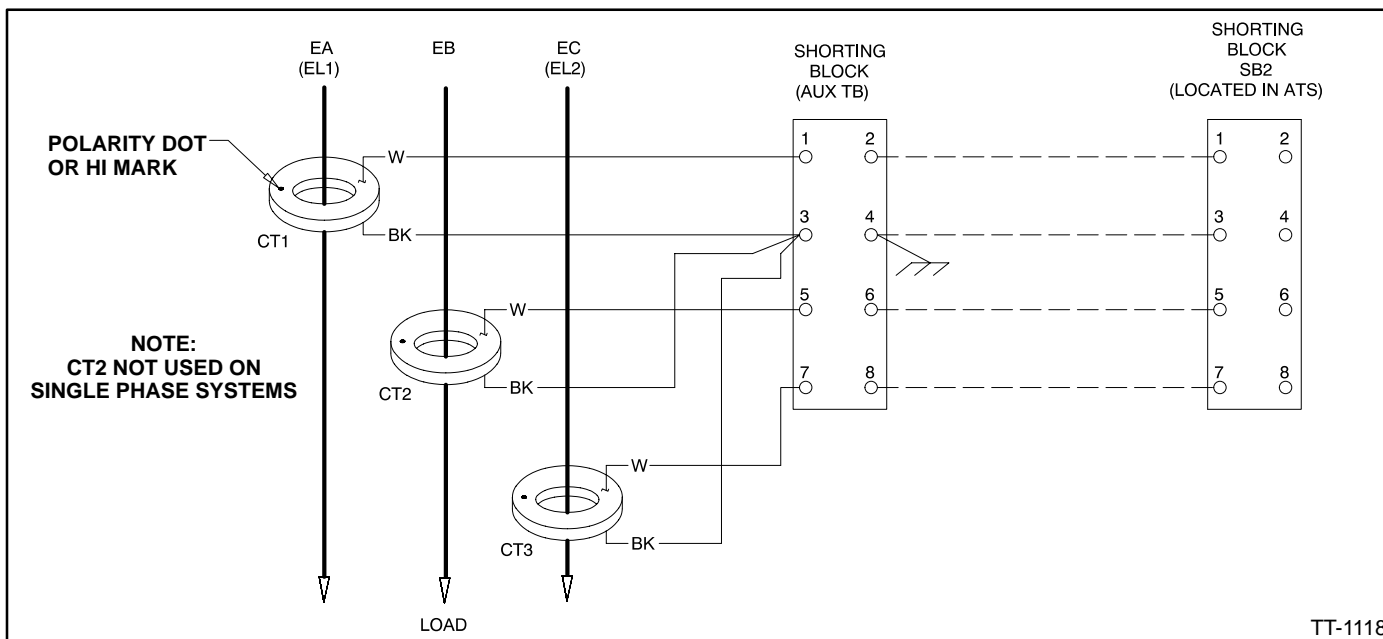 EA
(EL1)
EB
EC
(EL2)
SHORTING
BLOCK
(AUX TB)
SHORTING
BLOCK
SB2
(LOCATED IN ATS)
POLARITY DOT
OR HI MARK
W
BK
CT1
W
BK
CT2
W
BK
CT3
NOTE:
CT2 NOT USED ON
SINGLE PHASE SYSTEMS
1 2
3 4
5 6
7 8
1 2
3 4
5 6
7 8
LOAD
TT-1118